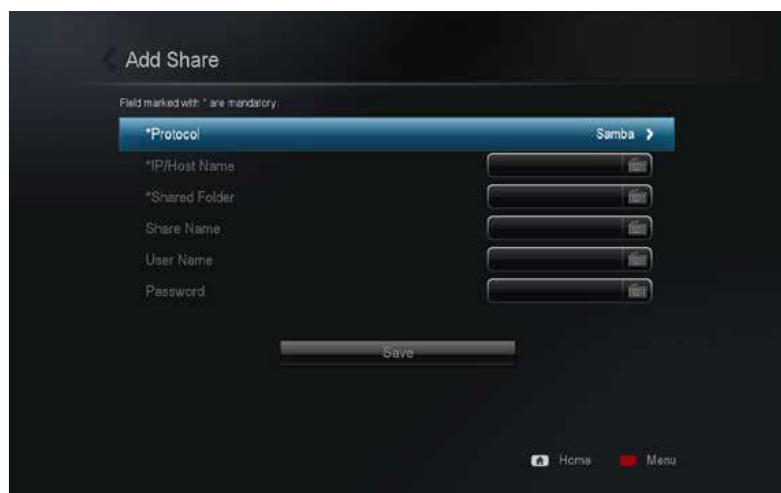 Add Share
Field marked with * are mandatory.
*Protocol Samba
*IP/Host Name
*Shared Folder
Share Name
User Name
Password
Save
Home Menu